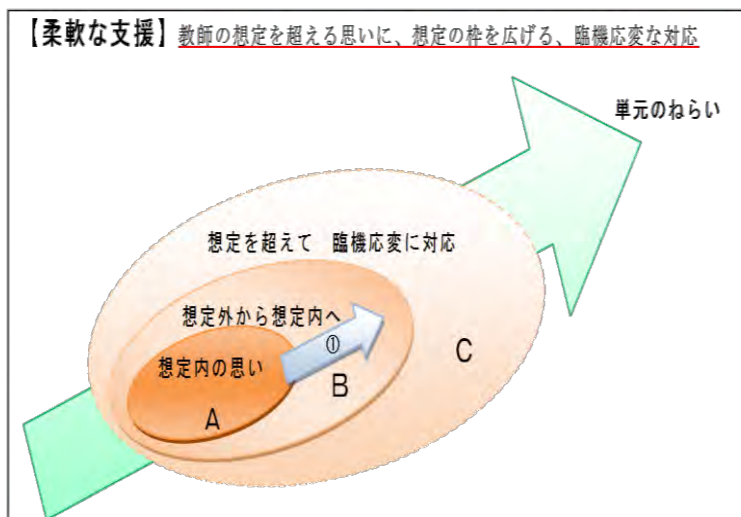 【柔軟な支援】教師の想定を超える思いに、想定の枠を広げる、臨機応変な対応
単元のねらい
想定を超えて 臨機応変に対応
想定外から想定内へ
①
想定内の思い
A
B
C